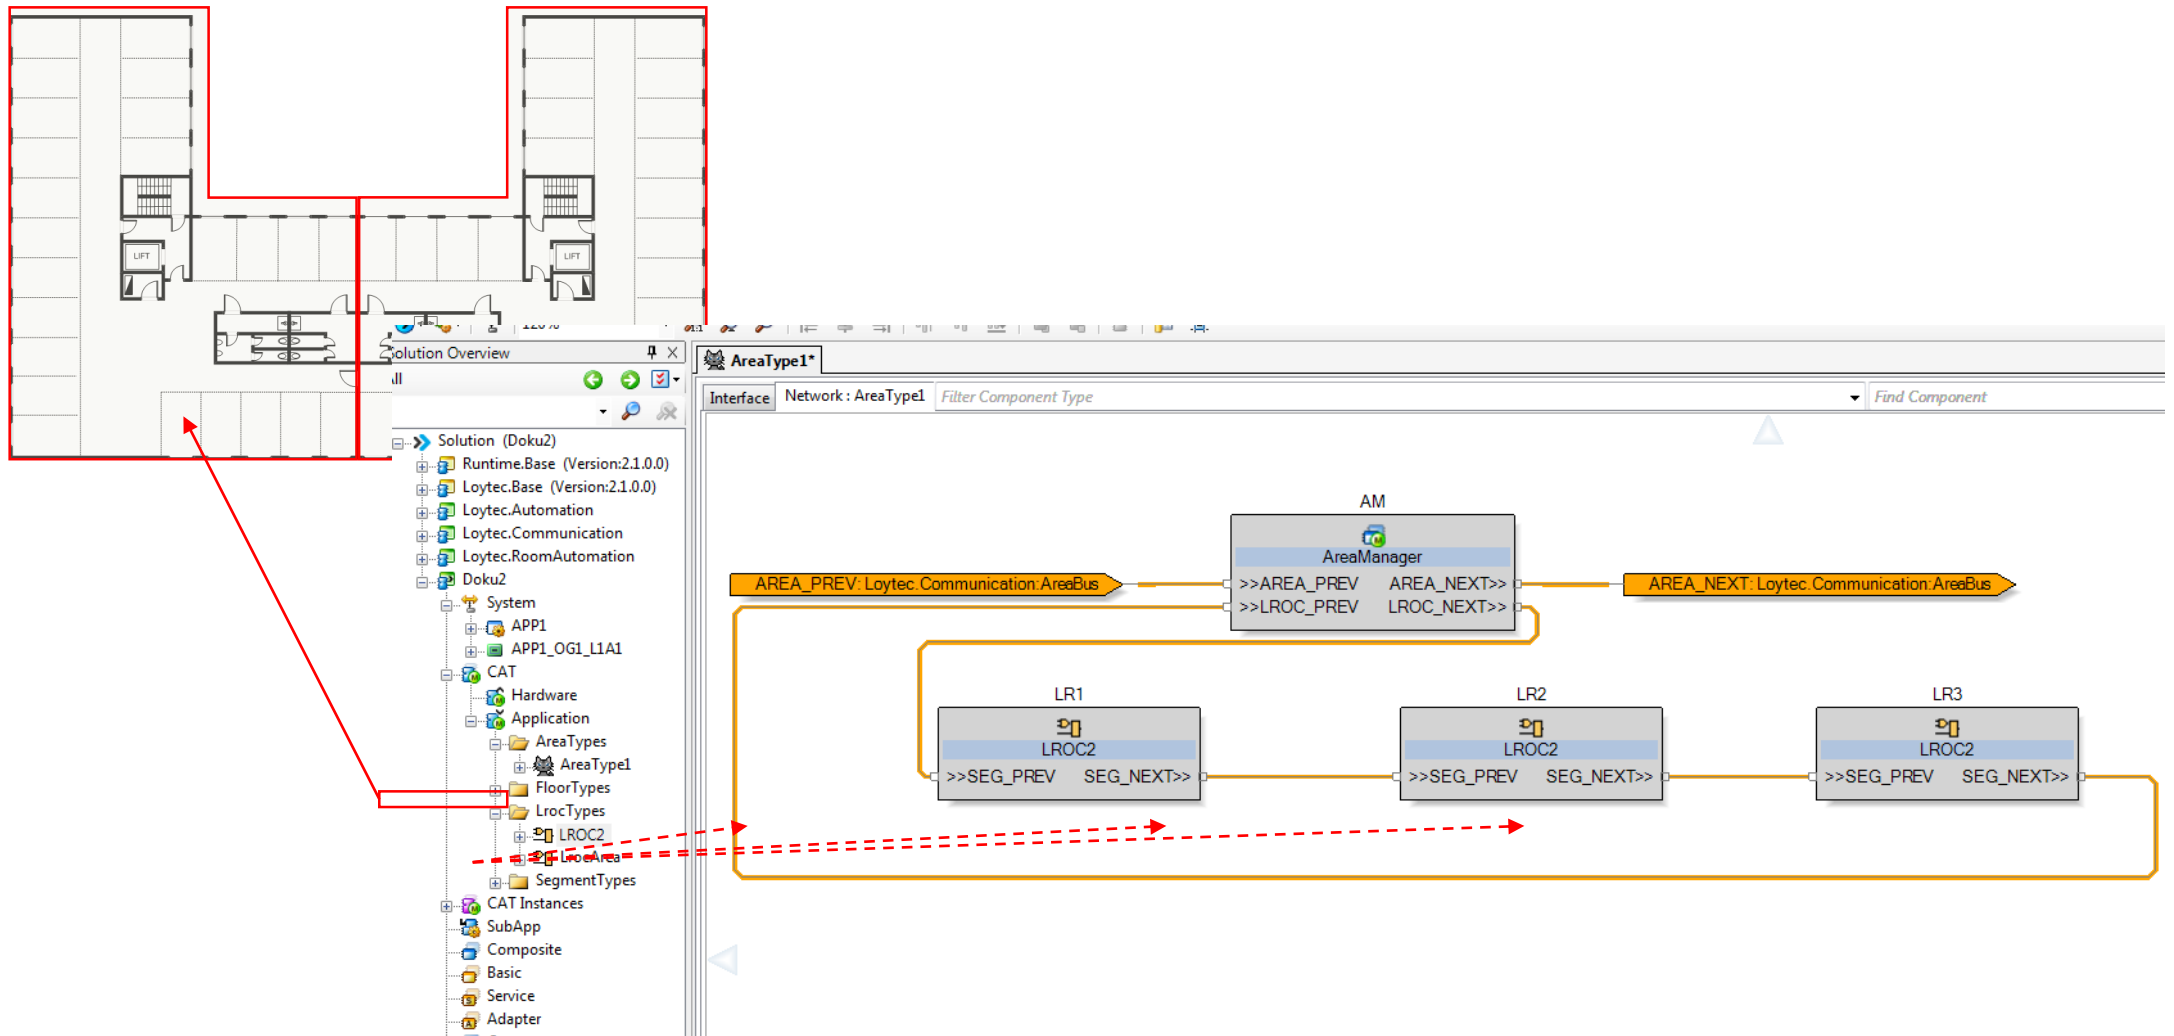 LIFT
LIFT
120%
Solution Overview
AreaType1*
All
Interface
Network : AreaType1
Filter Component Type
Find Component
Solution (Doku2)
Runtime.Base (Version:2.1.0.0)
Loytec.Base (Version:2.1.0.0)
Loytec.Automation
Loytec.Communication
Loytec.RoomAutomation
Doku2
System
APP1
APP1_OG1_L1A1
CAT
Hardware
Application
AreaTypes
AreaType1
FloorTypes
LrocTypes
LROC2
LrocArea
SegmentTypes
CAT Instances
SubApp
Composite
Basic
Service
Adapter
AM
AreaManager
AREA_PREV: Loytec.Communication:AreaBus
>>AREA_PREV AREA_NEXT>>
AREA_NEXT: Loytec.Communication:AreaBus
>>LROC_PREV LROC_NEXT>>
LR1
LROC2
>>SEG_PREV SEG_NEXT>>
LR2
LROC2
>>SEG_PREV SEG_NEXT>>
LR3
LROC2
>>SEG_PREV SEG_NEXT>>